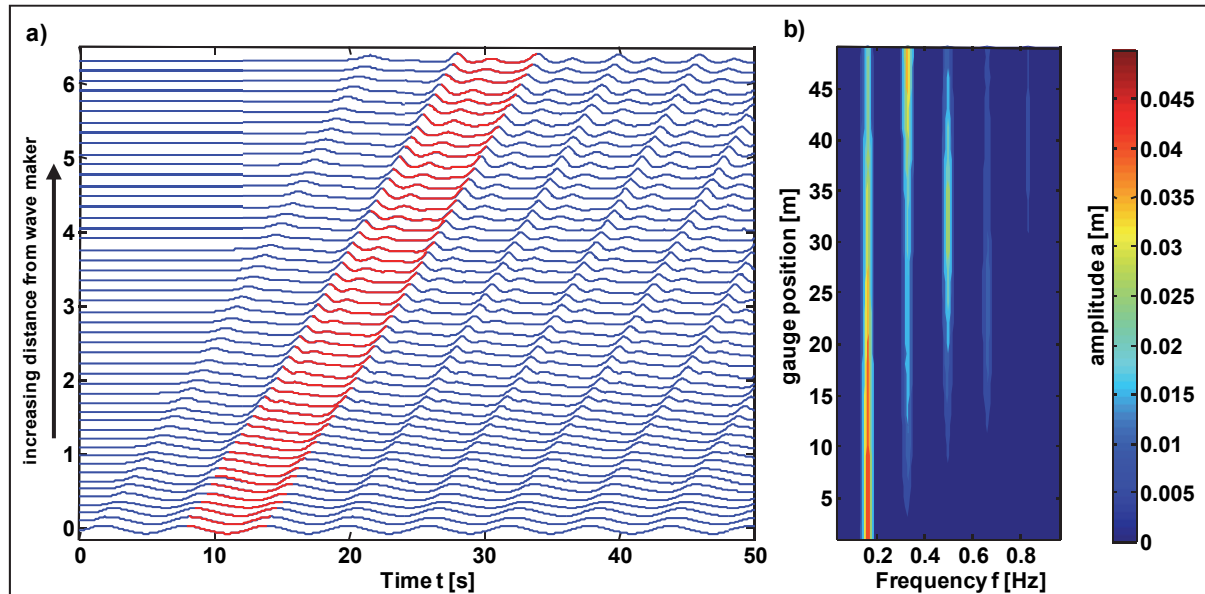 a)
increasing distance from wave maker
6
5
4
3
2
1
0
0 10 20 30 40 50
Time t [s]
b)
gauge position [m]
45
40
35
30
25
20
15
10
5
0.2 0.4 0.6 0.8
Frequency f [Hz]
amplitude a [m]
0.045
0.04
0.035
0.03
0.025
0.02
0.015
0.01
0.005
0